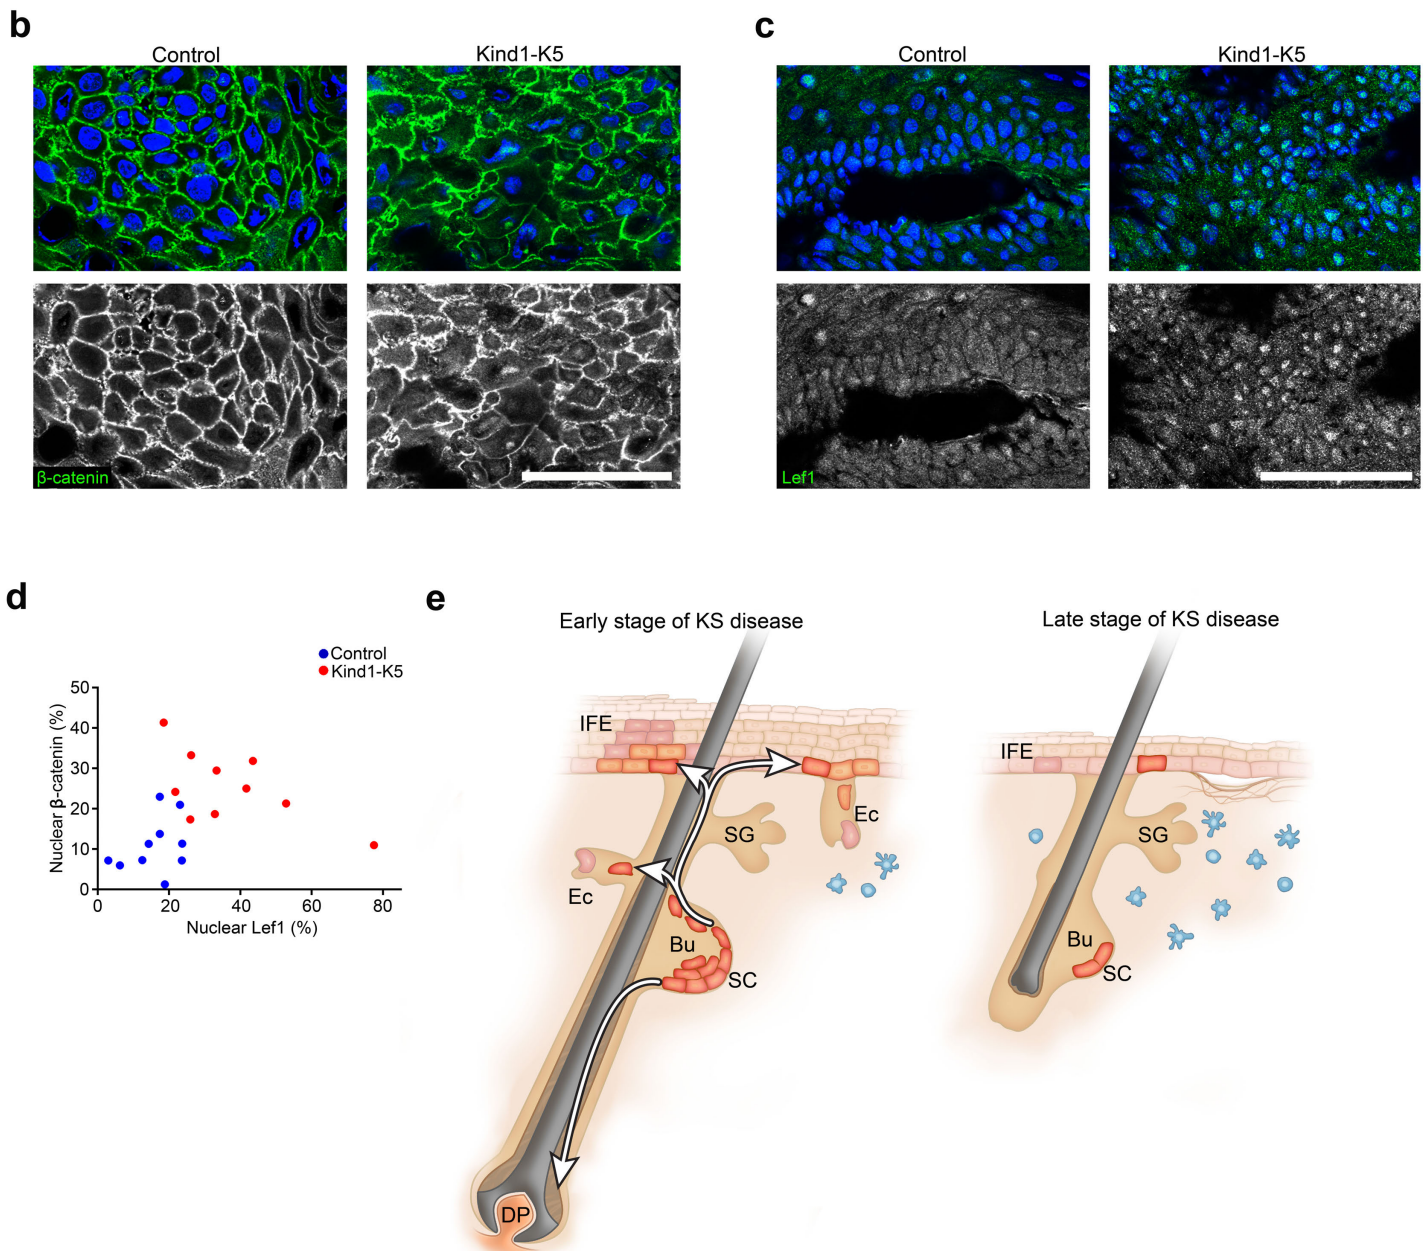 b
Control
Kind1-K5
β-catenin
c
Control
Kind1-K5
Lef1
d
Control
Kind1-K5
Nuclear β-catenin (%)
50
40
30
20
10
0
0 20 40 60 80
Nuclear Lef1 (%)
e
Early stage of KS disease
IFE
SG
Ec
Ec
Bu
SC
DP
Late stage of KS disease
IFE
SG
Bu
SC